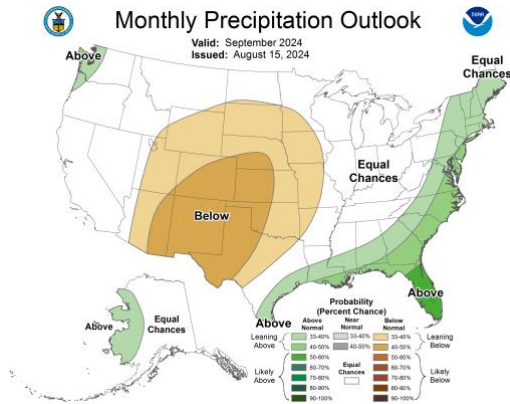 Monthly Precipitation Outlook
Valid: September 2024
Issued: August 15, 2024
Above
Equal
Chances
Equal
Chances
Below
Above
Above
Above
Equal
Chances
Probability
(Percent Chance)
Above
Normal
Near
Normal
Below
Normal
Leaning
Above
33-40%
33-40%
33-40%
Leaning
Below
40-50%
40-50%
40-50%
Likely
Above
50-60%
60-70%
70-80%
80-90%
90-100%
Equal
Chances
50-60%
60-70%
70-80%
80-90%
90-100%
Likely
Below